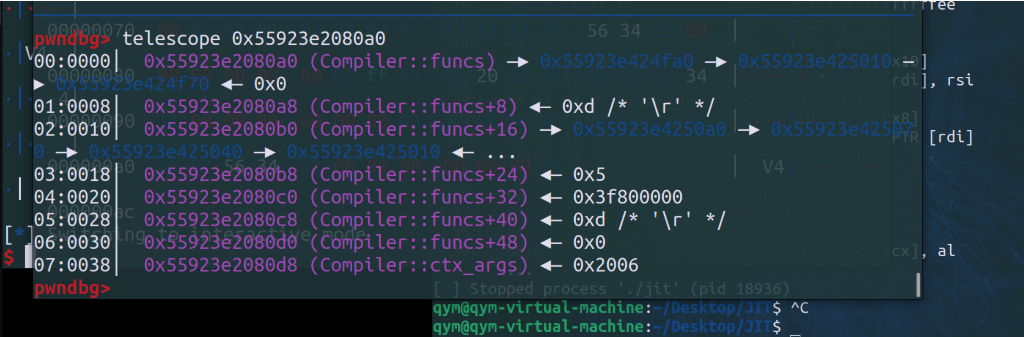 pwndbg> telescope 0x55923e2080a0
00:0000│ 0x55923e2080a0 (Compiler::funcs) —▸ 0x55923e424fa0 —▸ 0x55923e425010 —
▸ 0x55923e424f70 ◂— 0x0
01:0008│ 0x55923e2080a8 (Compiler::funcs+8) ◂— 0xd /* '\r' */
02:0010│ 0x55923e2080b0 (Compiler::funcs+16) —▸ 0x55923e4250a0 —▸ 0x55923e42507
0 —▸ 0x55923e425040 —▸ 0x55923e425010 ◂— ...
03:0018│ 0x55923e2080b8 (Compiler::funcs+24) ◂— 0x5
04:0020│ 0x55923e2080c0 (Compiler::funcs+32) ◂— 0x3f800000
05:0028│ 0x55923e2080c8 (Compiler::funcs+40) ◂— 0xd /* '\r' */
06:0030│ 0x55923e2080d0 (Compiler::funcs+48) ◂— 0x0
07:0038│ 0x55923e2080d8 (Compiler::ctx_args) ◂— 0x2006
pwndbg>
rdi], rsi
PTR [rdi]
cx], al
[*] Switching to interactive mode
$
[ ] Stopped process './jit' (pid 18936)
qym@qym-virtual-machine:~/Desktop/JIT$ ^C
qym@qym-virtual-machine:~/Desktop/JIT$